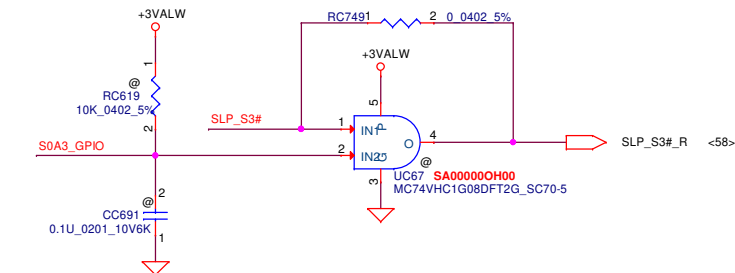 RC749 1 2 0_0402_5%
+3VALW
+3VALW
1
@
RC619
10K_0402_5%
2
5
SLP_S3#
1 IN1 P
O 4
SLP_S3#_R <58>
S0A3_GPIO
2 IN2 G
@
3
UC67 SA00000OH00
MC74VHC1G08DFT2G_SC70-5
2
@
CC691
0.1U_0201_10V6K
1